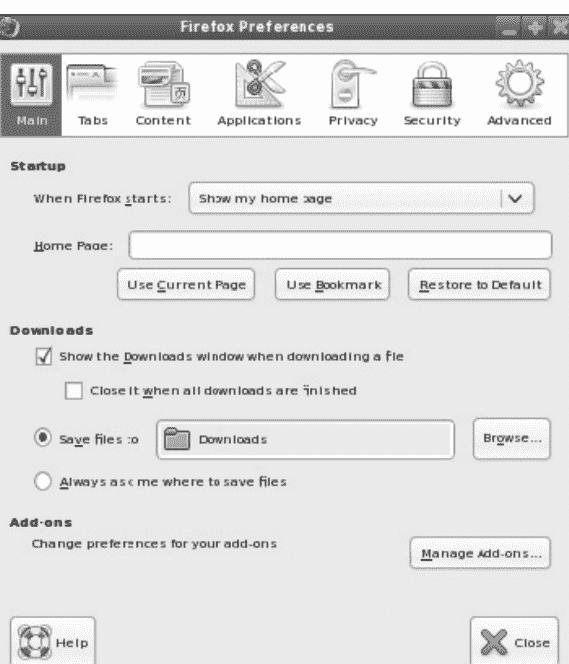 Firefox Preferences
Main Tabs Content Applications Privacy Security Advanced
Startup
When Firefox starts: Show my home page
Home Page:
Use Current Page Use Bookmark Restore to Default
Downloads
Show the Downloads window when downloading a file
Close it when all downloads are finished
Save files to Downloads Browse...
Always ask me where to save files
Add-ons
Change preferences for your add-ons
Manage Add-ons...
Help Close